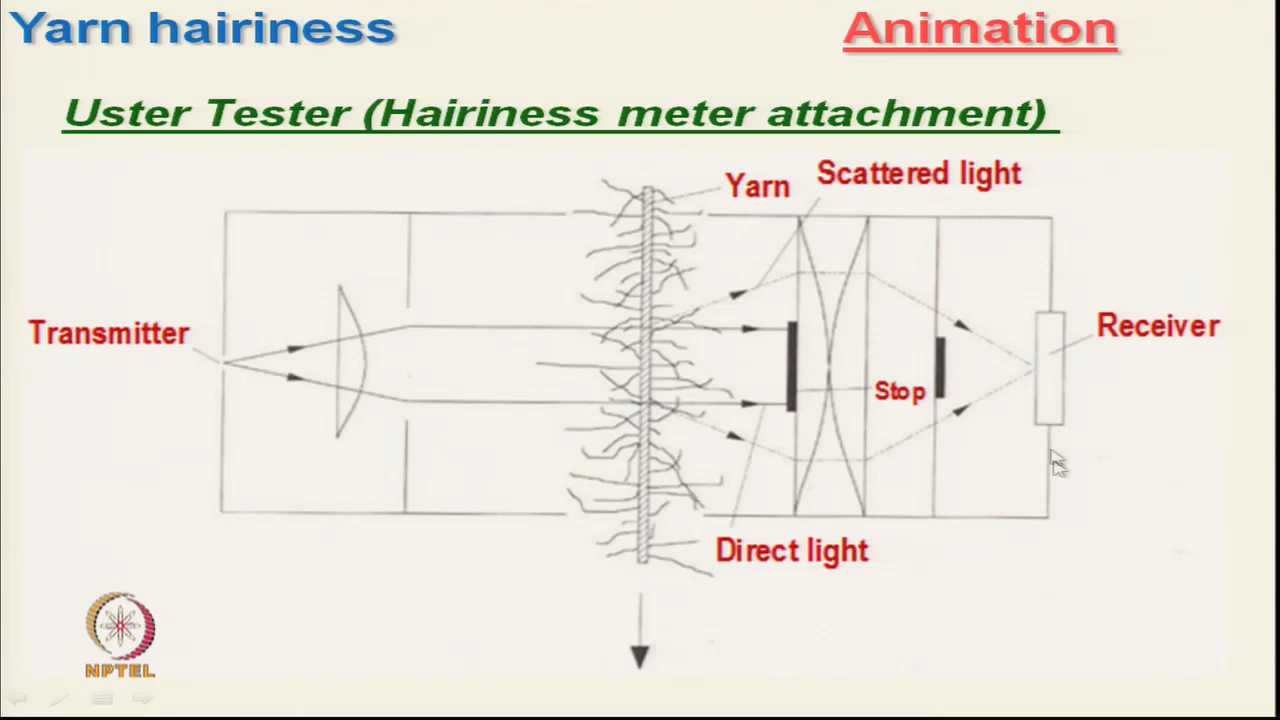 Yarn hairiness
Animation
Uster Tester (Hairiness meter attachment)
Yarn
Scattered light
Transmitter
Receiver
Stop
Direct light
NPTEL